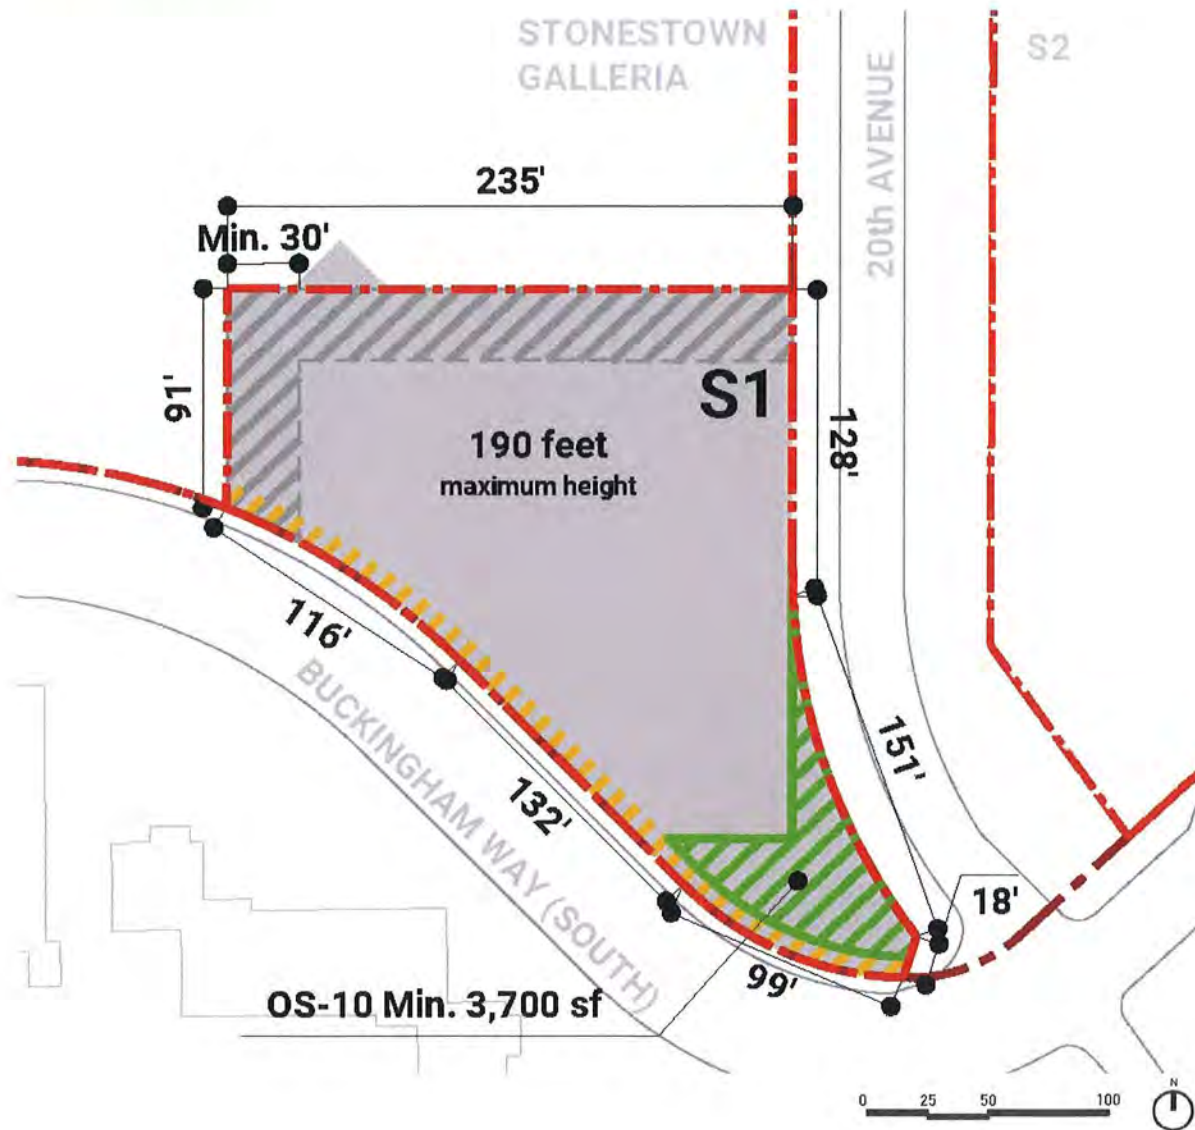 STONESTOWN
GALLERIA
S2
20th AVENUE
235'
Min. 30'
91'
S1
128'
190 feet
maximum height
116'
BUCKINGHAM WAY (SOUTH)
132'
151'
18'
99'
OS-10 Min. 3,700 sf
0 25 50 100
N